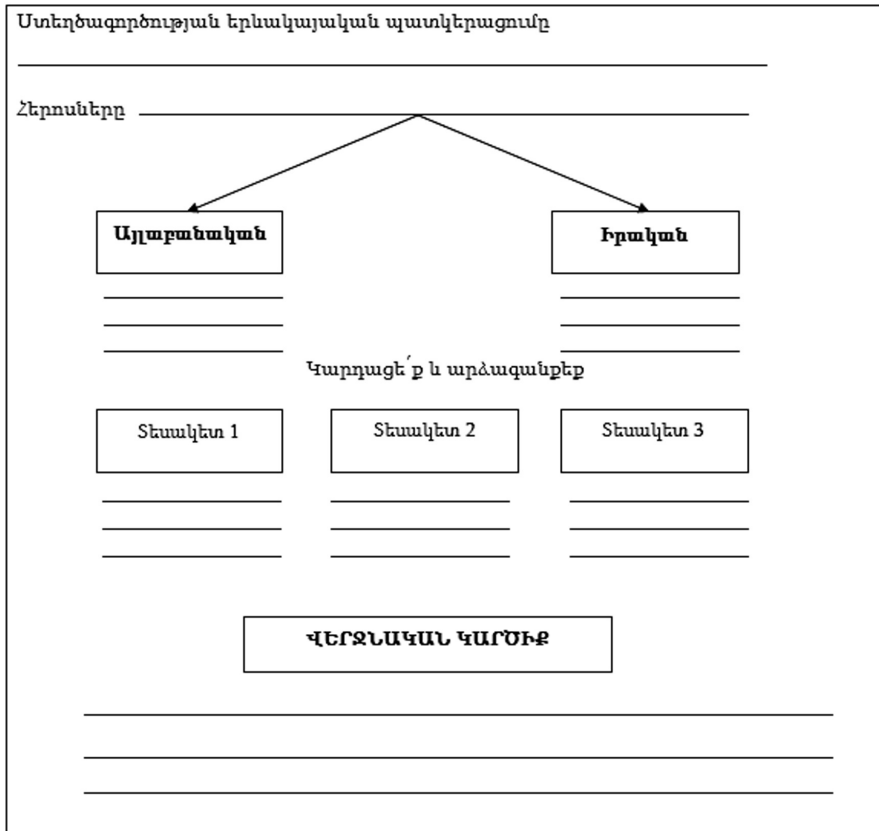 Ստեղծագործության երևակայական պատկերացումը
Հերոսները
Այլաբանական
Իրական
Կարդացե՛ք և արձագանքեք
Տեսակետ 1
Տեսակետ 2
Տեսակետ 3
ՎԵՐՋՆԱԿԱՆ ԿԱՐԾԻՔ